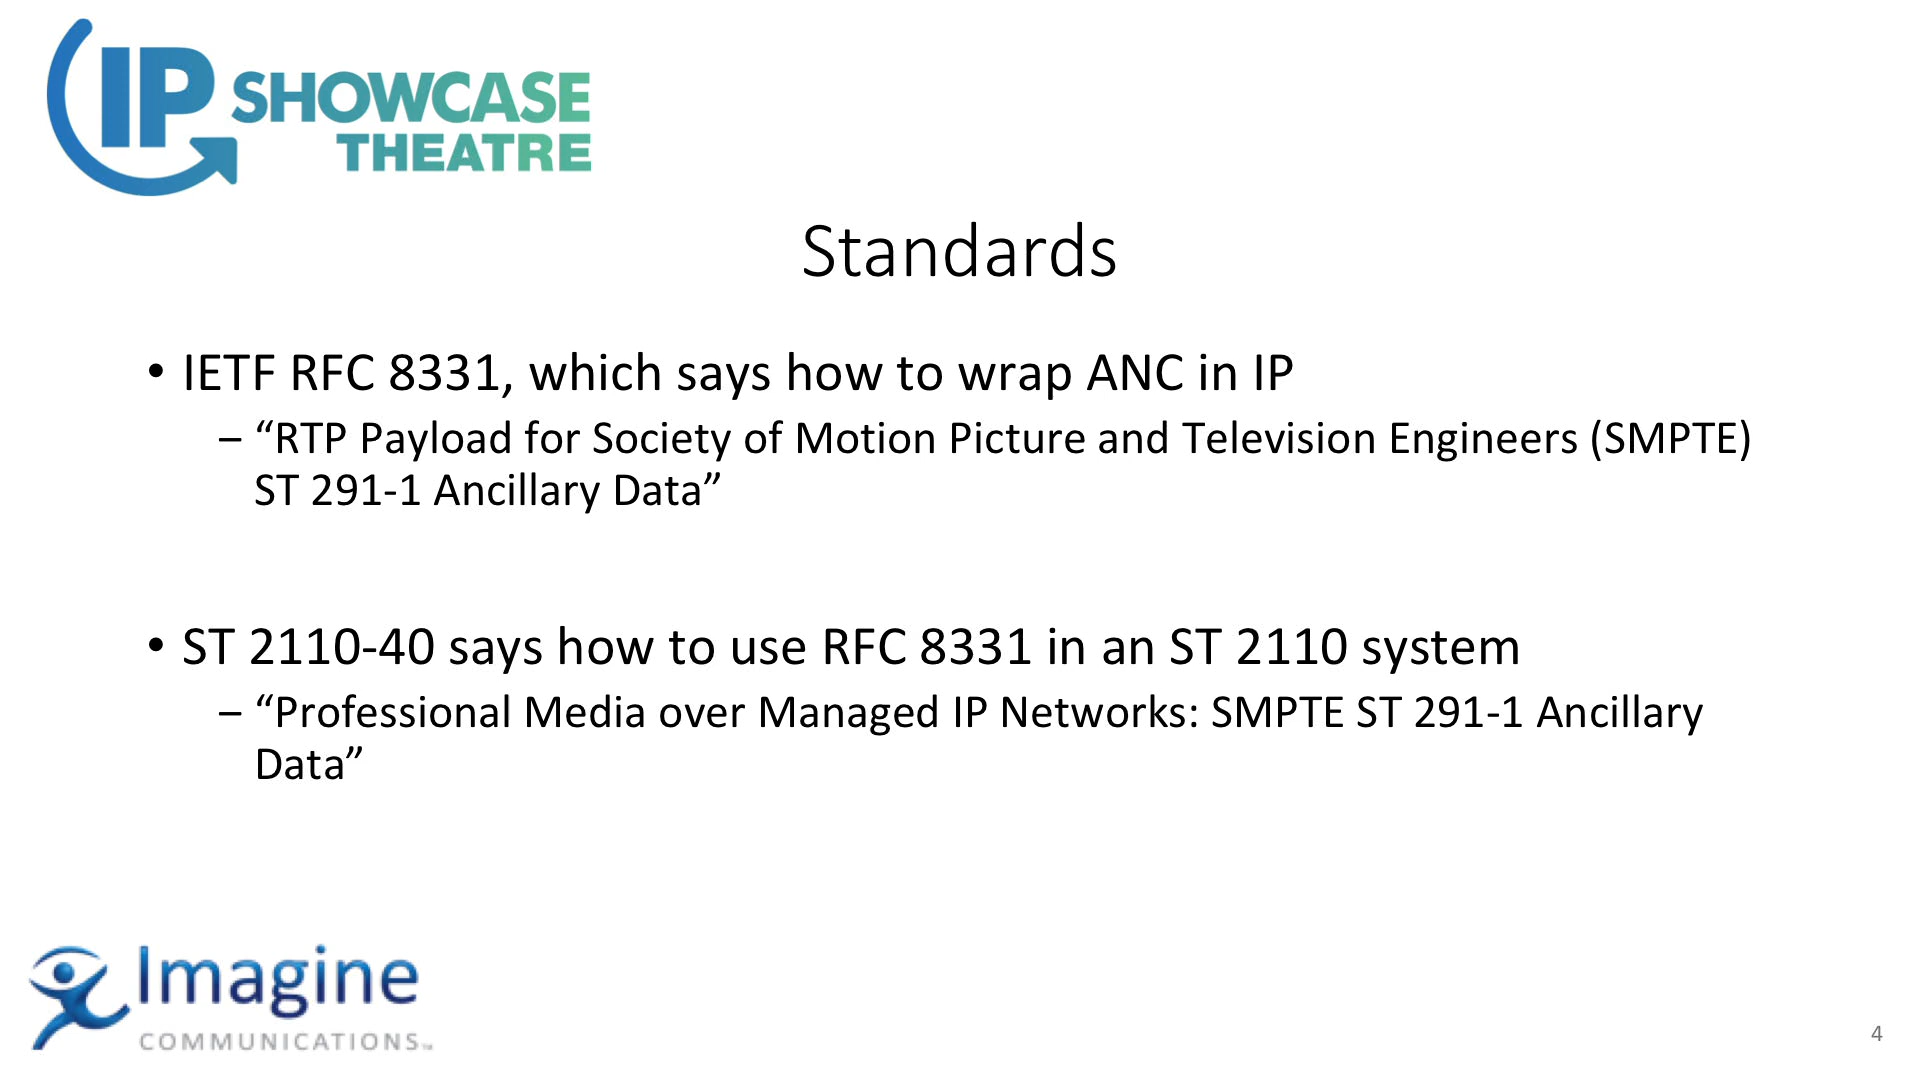 IP SHOWCASE
THEATRE
Standards
• IETF RFC 8331, which says how to wrap ANC in IP
– “RTP Payload for Society of Motion Picture and Television Engineers (SMPTE)
ST 291-1 Ancillary Data”
• ST 2110-40 says how to use RFC 8331 in an ST 2110 system
– “Professional Media over Managed IP Networks: SMPTE ST 291-1 Ancillary
Data”
Imagine
COMMUNICATIONS™
4